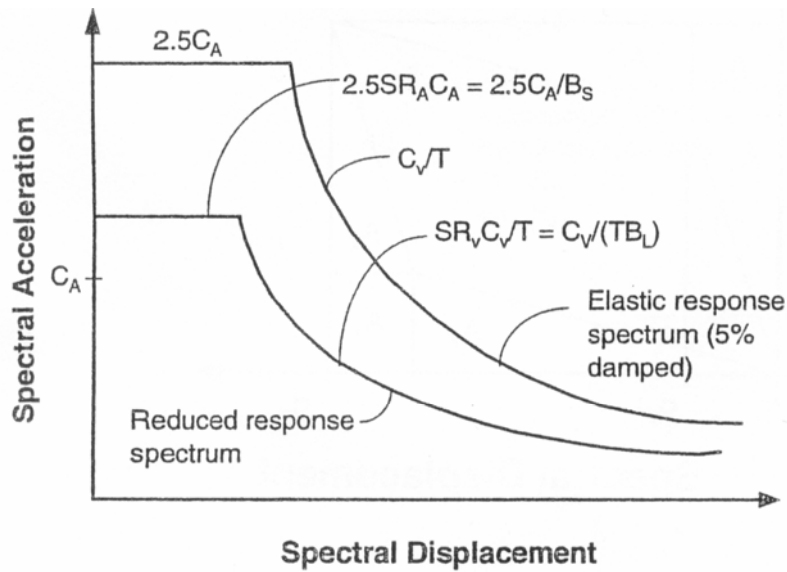 2.5C_A
2.5SR_AC_A = 2.5C_A/B_S
C_v/T
SR_vC_v/T = C_V/(TB_L)
C_A
Elastic response
spectrum (5%
damped)
Reduced response
spectrum
Spectral Acceleration
Spectral Displacement